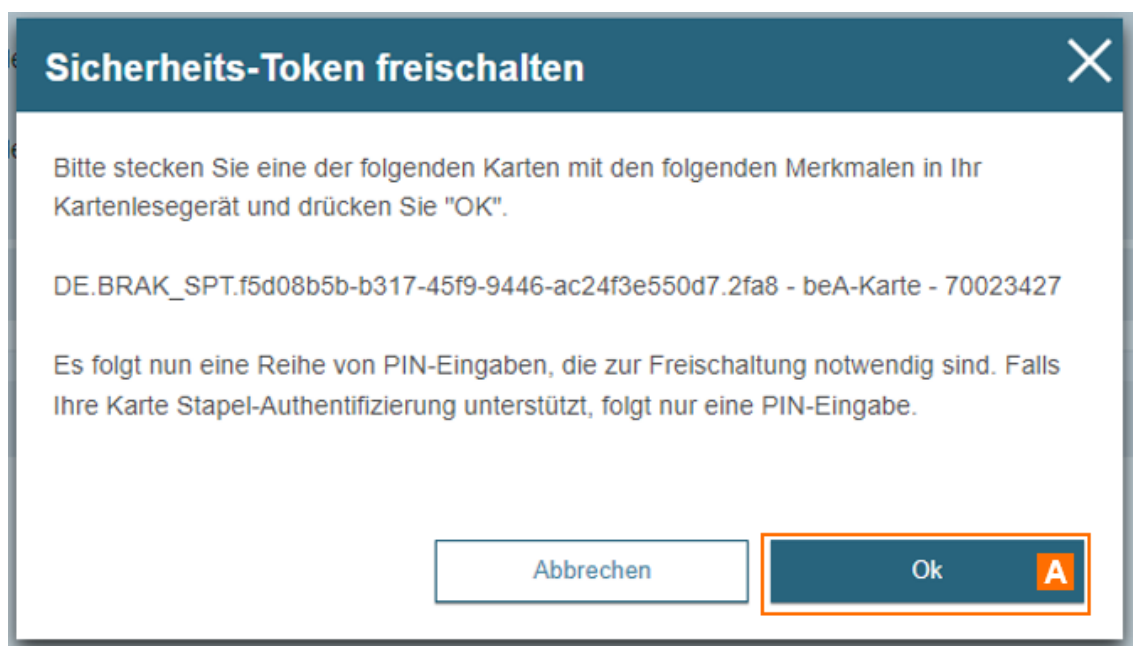 Sicherheits-Token freischalten
Bitte stecken Sie eine der folgenden Karten mit den folgenden Merkmalen in Ihr
Kartenlesegerät und drücken Sie "OK".
DE.BRAK_SPT.f5d08b5b-b317-45f9-9446-ac24f3e550d7.2fa8 - beA-Karte - 70023427
Es folgt nun eine Reihe von PIN-Eingaben, die zur Freischaltung notwendig sind. Falls
Ihre Karte Stapel-Authentifizierung unterstützt, folgt nur eine PIN-Eingabe.
Abbrechen
Ok A